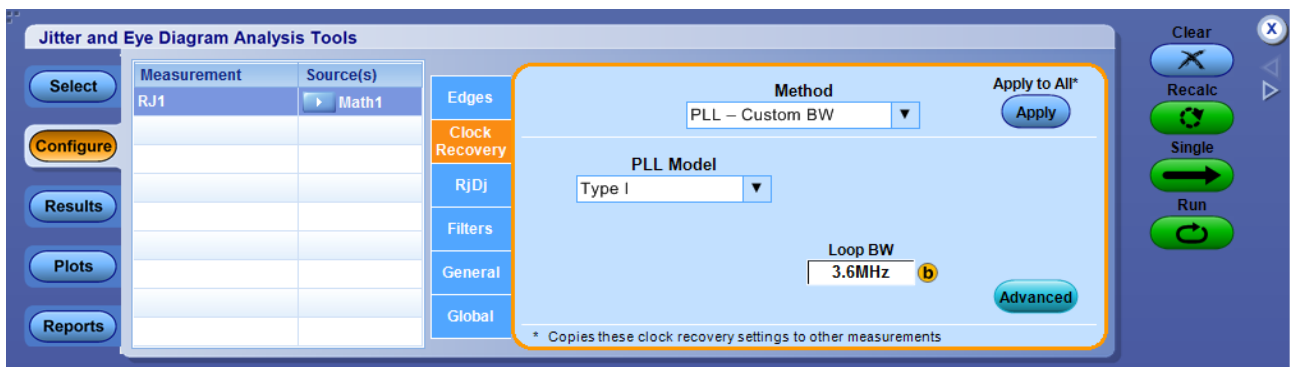 Jitter and Eye Diagram Analysis Tools
Select
Configure
Results
Plots
Reports
Measurement Source(s)
RJ1 Math1
Edges
Clock
Recovery
RjDj
Filters
General
Global
Method
PLL – Custom BW
Apply to All*
Apply
PLL Model
Type I
Loop BW
3.6MHz b
Advanced
* Copies these clock recovery settings to other measurements
Clear
X
Recalc
Single
Run